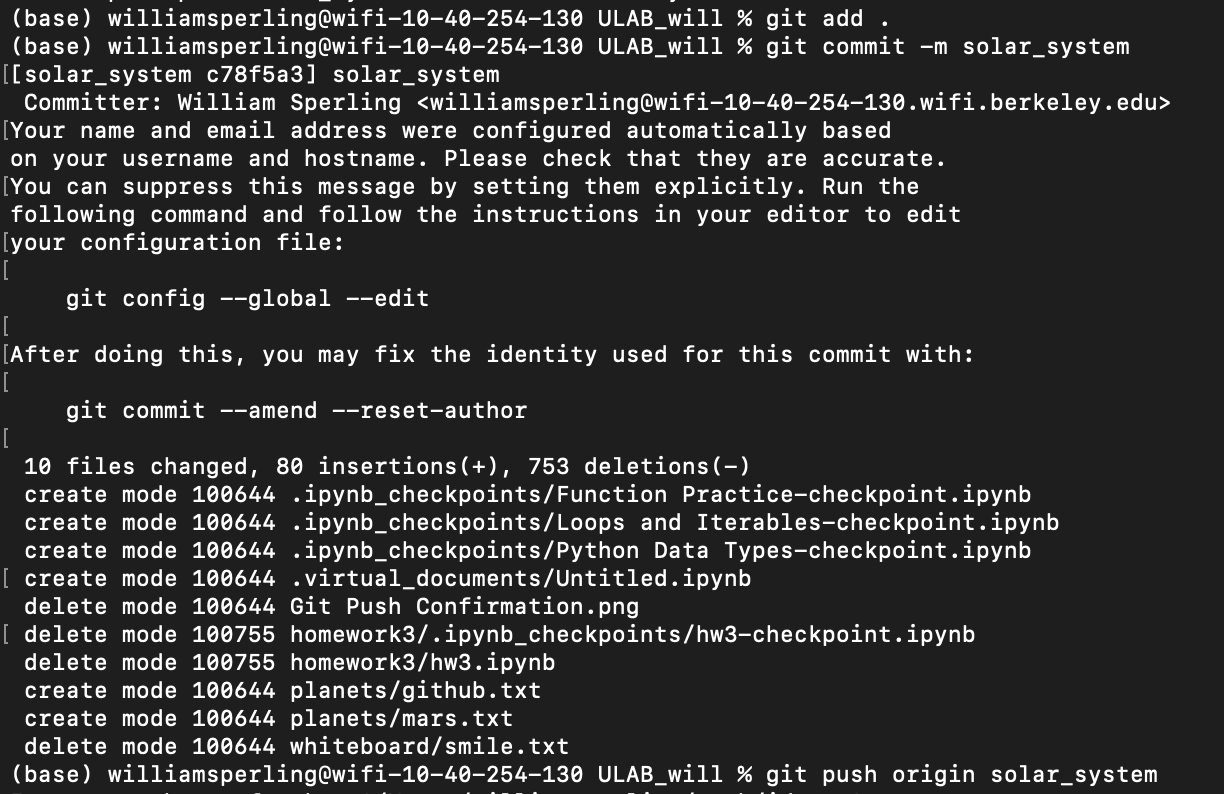 (base) williamsperling@wifi-10-40-254-130 ULAB_will % git add .
(base) williamsperling@wifi-10-40-254-130 ULAB_will % git commit -m solar_system
[[solar_system c78f5a3] solar_system
Committer: William Sperling <williamsperling@wifi-10-40-254-130.wifi.berkeley.edu>
[Your name and email address were configured automatically based
on your username and hostname. Please check that they are accurate.
[You can suppress this message by setting them explicitly. Run the
following command and follow the instructions in your editor to edit
[your configuration file:
[
git config --global --edit
[
[After doing this, you may fix the identity used for this commit with:
[
git commit --amend --reset-author
[
10 files changed, 80 insertions(+), 753 deletions(-)
create mode 100644 .ipynb_checkpoints/Function Practice-checkpoint.ipynb
create mode 100644 .ipynb_checkpoints/Loops and Iterables-checkpoint.ipynb
create mode 100644 .ipynb_checkpoints/Python Data Types-checkpoint.ipynb
[ create mode 100644 .virtual_documents/Untitled.ipynb
delete mode 100644 Git Push Confirmation.png
[ delete mode 100755 homework3/.ipynb_checkpoints/hw3-checkpoint.ipynb
delete mode 100755 homework3/hw3.ipynb
create mode 100644 planets/github.txt
create mode 100644 planets/mars.txt
delete mode 100644 whiteboard/smile.txt
(base) williamsperling@wifi-10-40-254-130 ULAB_will % git push origin solar_system